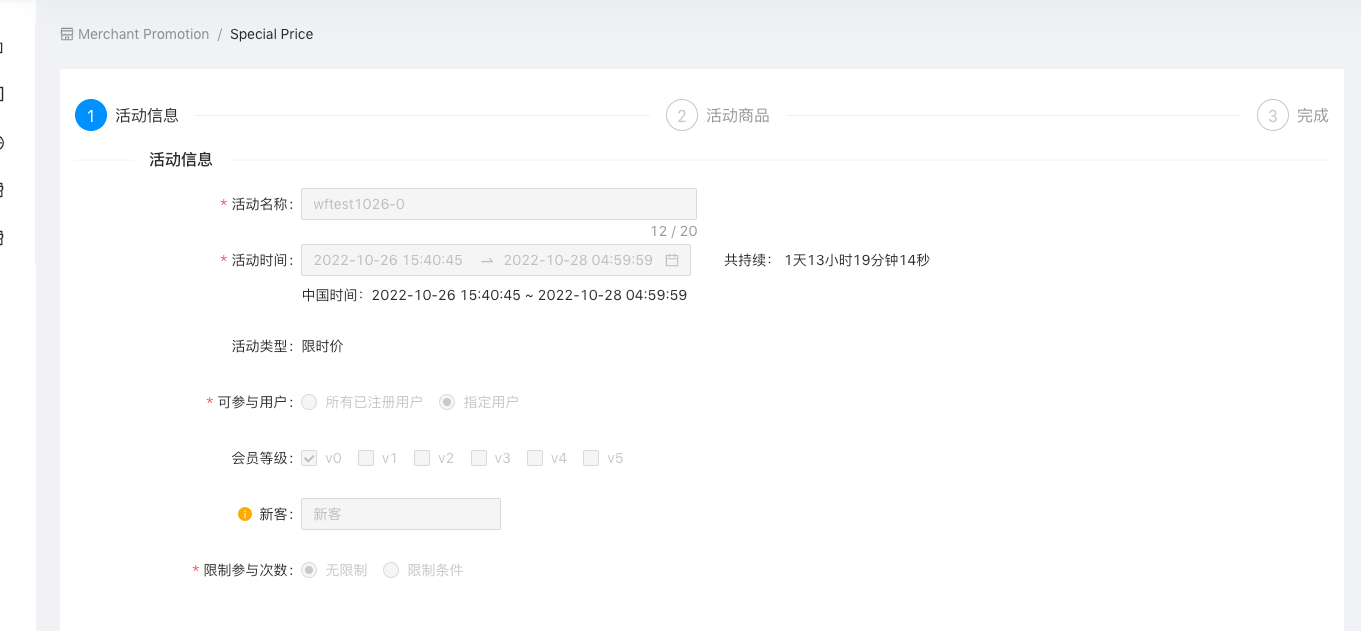 Merchant Promotion / Special Price
1 活动信息 2 活动商品 3 完成
活动信息
* 活动名称: wftest1026-0
12 / 20
* 活动时间: 2022-10-26 15:40:45 → 2022-10-28 04:59:59 共持续: 1天13小时19分钟14秒
中国时间: 2022-10-26 15:40:45 ~ 2022-10-28 04:59:59
活动类型: 限时价
* 可参与用户: 所有已注册用户 指定用户
会员等级: v0 v1 v2 v3 v4 v5
新客: 新客
* 限制参与次数: 无限制 限制条件